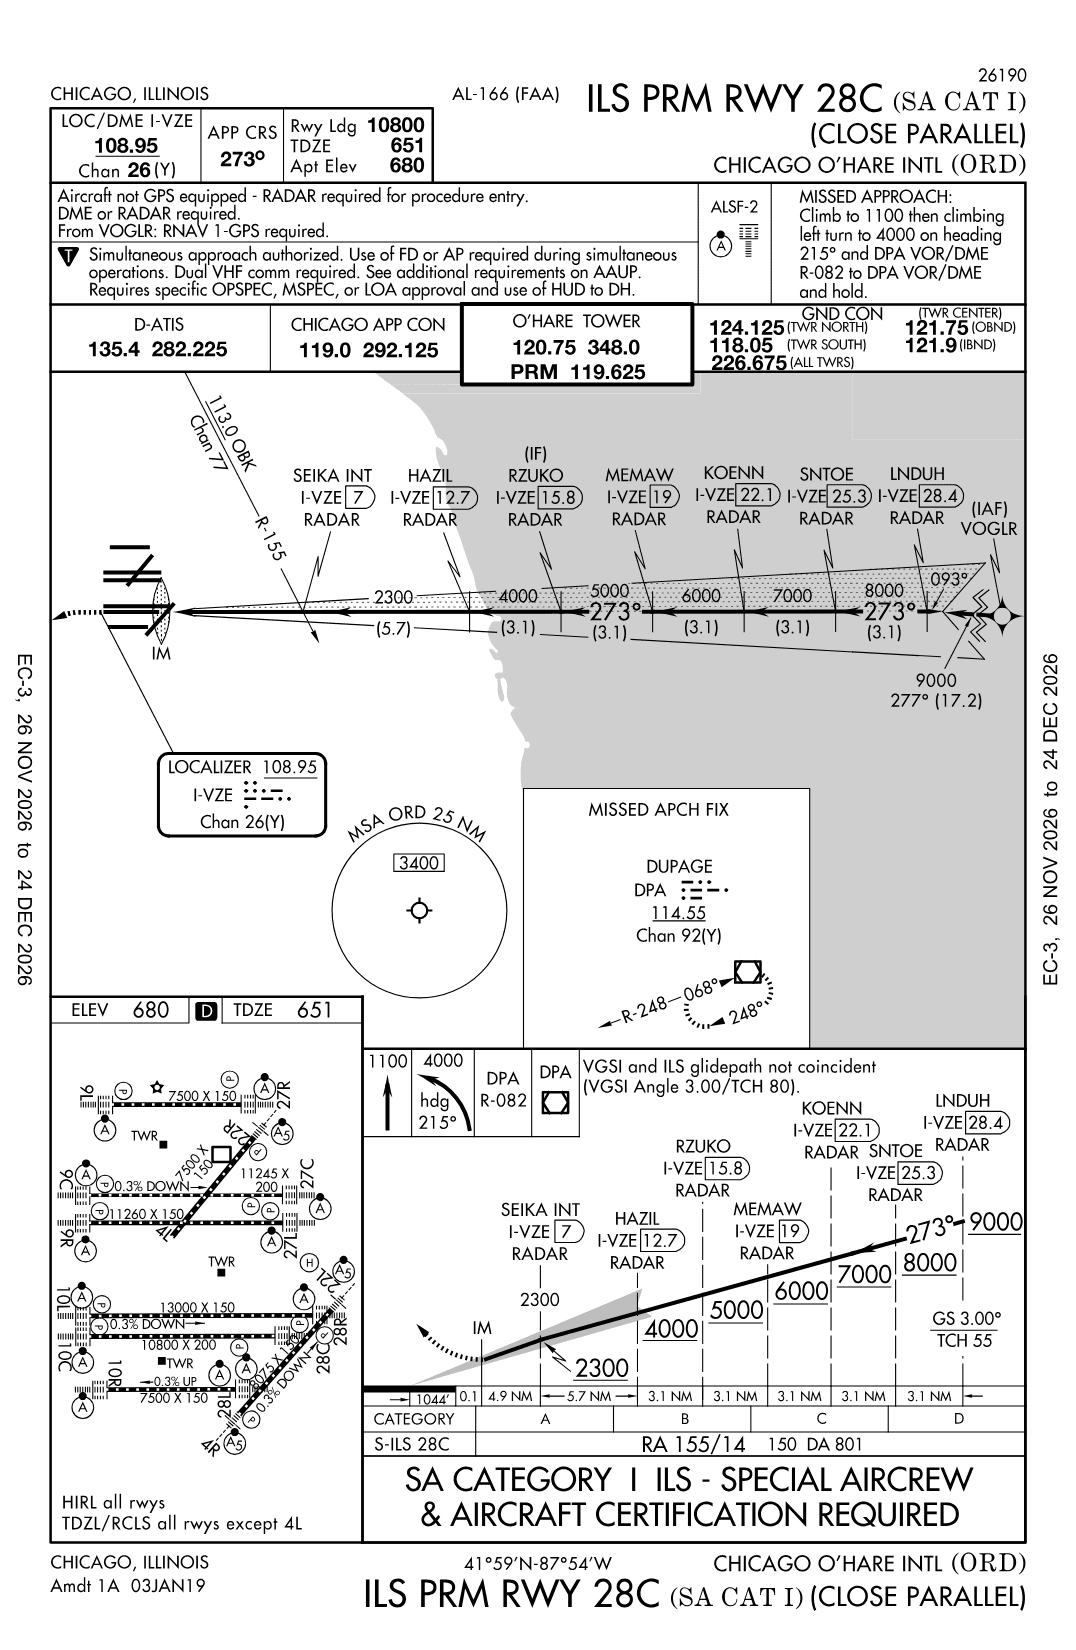 26190
CHICAGO, ILLINOIS
AL-166 (FAA)
ILS PRM RWY 28C (SA CAT I)
(CLOSE PARALLEL)
CHICAGO O'HARE INTL (ORD)
LOC/DME I-VZE
108.95
Chan 26 (Y)
APP CRS
273°
Rwy Ldg 10800
TDZE 651
Apt Elev 680
Aircraft not GPS equipped - RADAR required for procedure entry.
DME or RADAR required.
From VOGLR: RNAV 1-GPS required.
T
Simultaneous approach authorized. Use of FD or AP required during simultaneous
operations. Dual VHF comm required. See additional requirements on AAUP.
Requires specific OPSPEC, MSPEC, or LOA approval and use of HUD to DH.
ALSF-2
A
MISSED APPROACH:
Climb to 1100 then climbing
left turn to 4000 on heading
215° and DPA VOR/DME
R-082 to DPA VOR/DME
and hold.
D-ATIS
135.4 282.225
CHICAGO APP CON
119.0 292.125
O'HARE TOWER
120.75 348.0
PRM 119.625
GND CON
124.125 (TWR NORTH)
118.05 (TWR SOUTH)
226.675 (ALL TWRS)
(TWR CENTER)
121.75 (OBND)
121.9 (IBND)
113.0 OBK
Chan 77
R-155
SEIKA INT
I-VZE 7
RADAR
HAZIL
I-VZE 12.7
RADAR
(IF)
RZUKO
I-VZE 15.8
RADAR
MEMAW
I-VZE 19
RADAR
KOENN
I-VZE 22.1
RADAR
SNTOE
I-VZE 25.3
RADAR
LNDUH
I-VZE 28.4
RADAR
(IAF)
VOGLR
093°
2300
4000
5000
6000
7000
8000
273°
273°
(5.7)
(3.1)
(3.1)
(3.1)
(3.1)
(3.1)
IM
9000
277° (17.2)
LOCALIZER 108.95
I-VZE
Chan 26(Y)
MSA ORD 25 NM
3400
MISSED APCH FIX
DUPAGE
DPA
114.55
Chan 92(Y)
R-248
068°
248°
EC-3, 26 NOV 2026 to 24 DEC 2026
EC-3, 26 NOV 2026 to 24 DEC 2026
ELEV 680
D
TDZE 651
9L
P
7500 X 150
P
A
27R
A
TWR
22R
A5
P
7500 X
150
11245 X
200
27C
9C
A
P
0.3% DOWN
A
11260 X 150
P
P
9R
A
4L
A
27L
TWR
H
22L
A5
10L
A
P
13000 X 150
A
0.3% DOWN
P
P
P
28R
10C
A
10800 X 200
P
28C
TWR
10R
0.3% UP
A
A
8075 X 150
0.3% DOWN
7500 X 150
A
28L
P
4R
A5
HIRL all rwys
TDZL/RCLS all rwys except 4L
1100
4000
hdg
215°
DPA
R-082
DPA
VGSI and ILS glidepath not coincident
(VGSI Angle 3.00/TCH 80).
LNDUH
I-VZE 28.4
RADAR
KOENN
I-VZE 22.1
RADAR
SNTOE
I-VZE 25.3
RADAR
RZUKO
I-VZE 15.8
RADAR
MEMAW
I-VZE 19
RADAR
SEIKA INT
I-VZE 7
RADAR
HAZIL
I-VZE 12.7
RADAR
273°
9000
8000
7000
6000
5000
4000
2300
2300
IM
GS 3.00°
TCH 55
1044'
0.1
4.9 NM
5.7 NM
3.1 NM
3.1 NM
3.1 NM
3.1 NM
3.1 NM
CATEGORY A B C D
S-ILS 28C RA 155/14 150 DA 801
SA CATEGORY I ILS - SPECIAL AIRCREW
& AIRCRAFT CERTIFICATION REQUIRED
CHICAGO, ILLINOIS
Amdt 1A 03JAN19
41°59'N-87°54'W
CHICAGO O'HARE INTL (ORD)
ILS PRM RWY 28C (SA CAT I) (CLOSE PARALLEL)